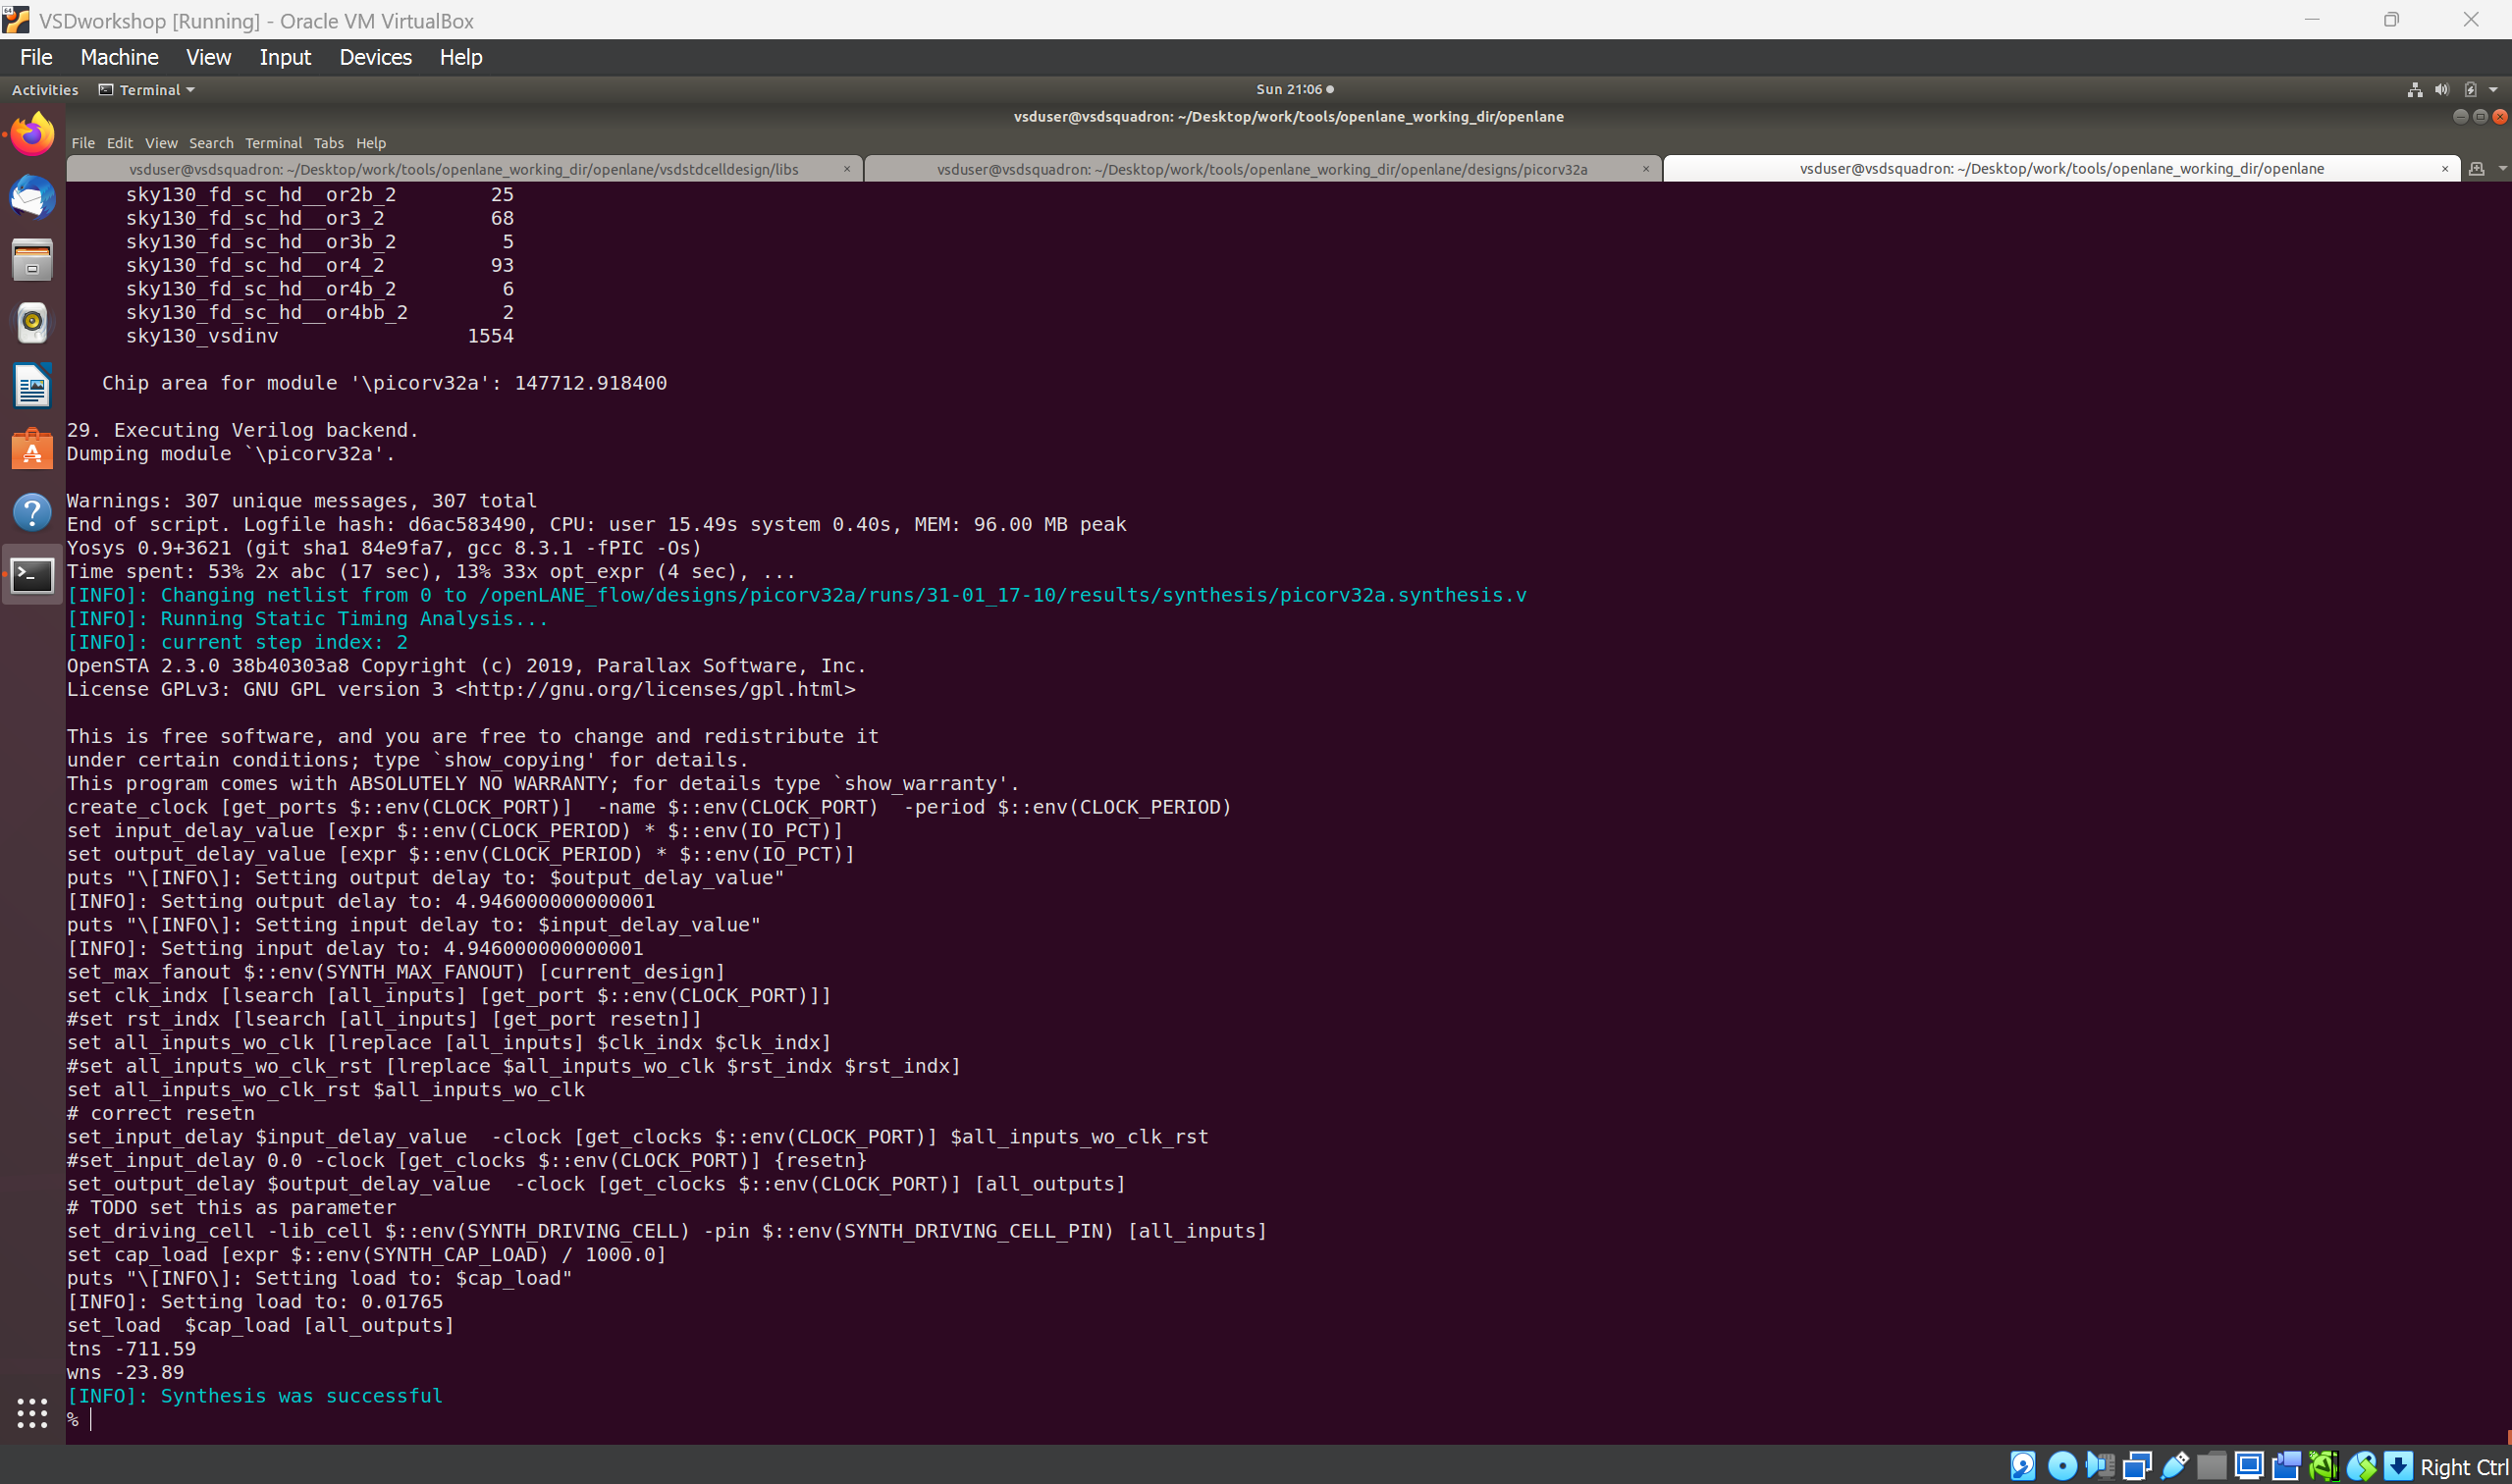 VSDworkshop [Running] - Oracle VM VirtualBox
File Machine View Input Devices Help
Activities Terminal Sun 21:06
vsduser@vsdsquadron: ~/Desktop/work/tools/openlane_working_dir/openlane
File Edit View Search Terminal Tabs Help
vsduser@vsdsquadron: ~/Desktop/work/tools/openlane_working_dir/openlane/vsdstdcelldesign/libs × vsduser@vsdsquadron: ~/Desktop/work/tools/openlane_working_dir/openlane/designs/picorv32a × vsduser@vsdsquadron: ~/Desktop/work/tools/openlane_working_dir/openlane ×
sky130_fd_sc_hd__or2b_2 25
sky130_fd_sc_hd__or3_2 68
sky130_fd_sc_hd__or3b_2 5
sky130_fd_sc_hd__or4_2 93
sky130_fd_sc_hd__or4b_2 6
sky130_fd_sc_hd__or4bb_2 2
sky130_vsdinv 1554
Chip area for module '\picorv32a': 147712.918400
29. Executing Verilog backend.
Dumping module `\picorv32a'.
Warnings: 307 unique messages, 307 total
End of script. Logfile hash: d6ac583490, CPU: user 15.49s system 0.40s, MEM: 96.00 MB peak
Yosys 0.9+3621 (git sha1 84e9fa7, gcc 8.3.1 -fPIC -Os)
Time spent: 53% 2x abc (17 sec), 13% 33x opt_expr (4 sec), ...
[INFO]: Changing netlist from 0 to /openLANE_flow/designs/picorv32a/runs/31-01_17-10/results/synthesis/picorv32a.synthesis.v
[INFO]: Running Static Timing Analysis...
[INFO]: current step index: 2
OpenSTA 2.3.0 38b40303a8 Copyright (c) 2019, Parallax Software, Inc.
License GPLv3: GNU GPL version 3 <http://gnu.org/licenses/gpl.html>
This is free software, and you are free to change and redistribute it
under certain conditions; type `show_copying' for details.
This program comes with ABSOLUTELY NO WARRANTY; for details type `show_warranty'.
create_clock [get_ports $::env(CLOCK_PORT)]  -name $::env(CLOCK_PORT)  -period $::env(CLOCK_PERIOD)
set input_delay_value [expr $::env(CLOCK_PERIOD) * $::env(IO_PCT)]
set output_delay_value [expr $::env(CLOCK_PERIOD) * $::env(IO_PCT)]
puts "\[INFO\]: Setting output delay to: $output_delay_value"
[INFO]: Setting output delay to: 4.946000000000001
puts "\[INFO\]: Setting input delay to: $input_delay_value"
[INFO]: Setting input delay to: 4.946000000000001
set_max_fanout $::env(SYNTH_MAX_FANOUT) [current_design]
set clk_indx [lsearch [all_inputs] [get_port $::env(CLOCK_PORT)]]
#set rst_indx [lsearch [all_inputs] [get_port resetn]]
set all_inputs_wo_clk [lreplace [all_inputs] $clk_indx $clk_indx]
#set all_inputs_wo_clk_rst [lreplace $all_inputs_wo_clk $rst_indx $rst_indx]
set all_inputs_wo_clk_rst $all_inputs_wo_clk
# correct resetn
set_input_delay $input_delay_value  -clock [get_clocks $::env(CLOCK_PORT)] $all_inputs_wo_clk_rst
#set_input_delay 0.0 -clock [get_clocks $::env(CLOCK_PORT)] {resetn}
set_output_delay $output_delay_value  -clock [get_clocks $::env(CLOCK_PORT)] [all_outputs]
# TODO set this as parameter
set_driving_cell -lib_cell $::env(SYNTH_DRIVING_CELL) -pin $::env(SYNTH_DRIVING_CELL_PIN) [all_inputs]
set cap_load [expr $::env(SYNTH_CAP_LOAD) / 1000.0]
puts "\[INFO\]: Setting load to: $cap_load"
[INFO]: Setting load to: 0.01765
set_load  $cap_load [all_outputs]
tns -711.59
wns -23.89
[INFO]: Synthesis was successful
%
Right Ctrl